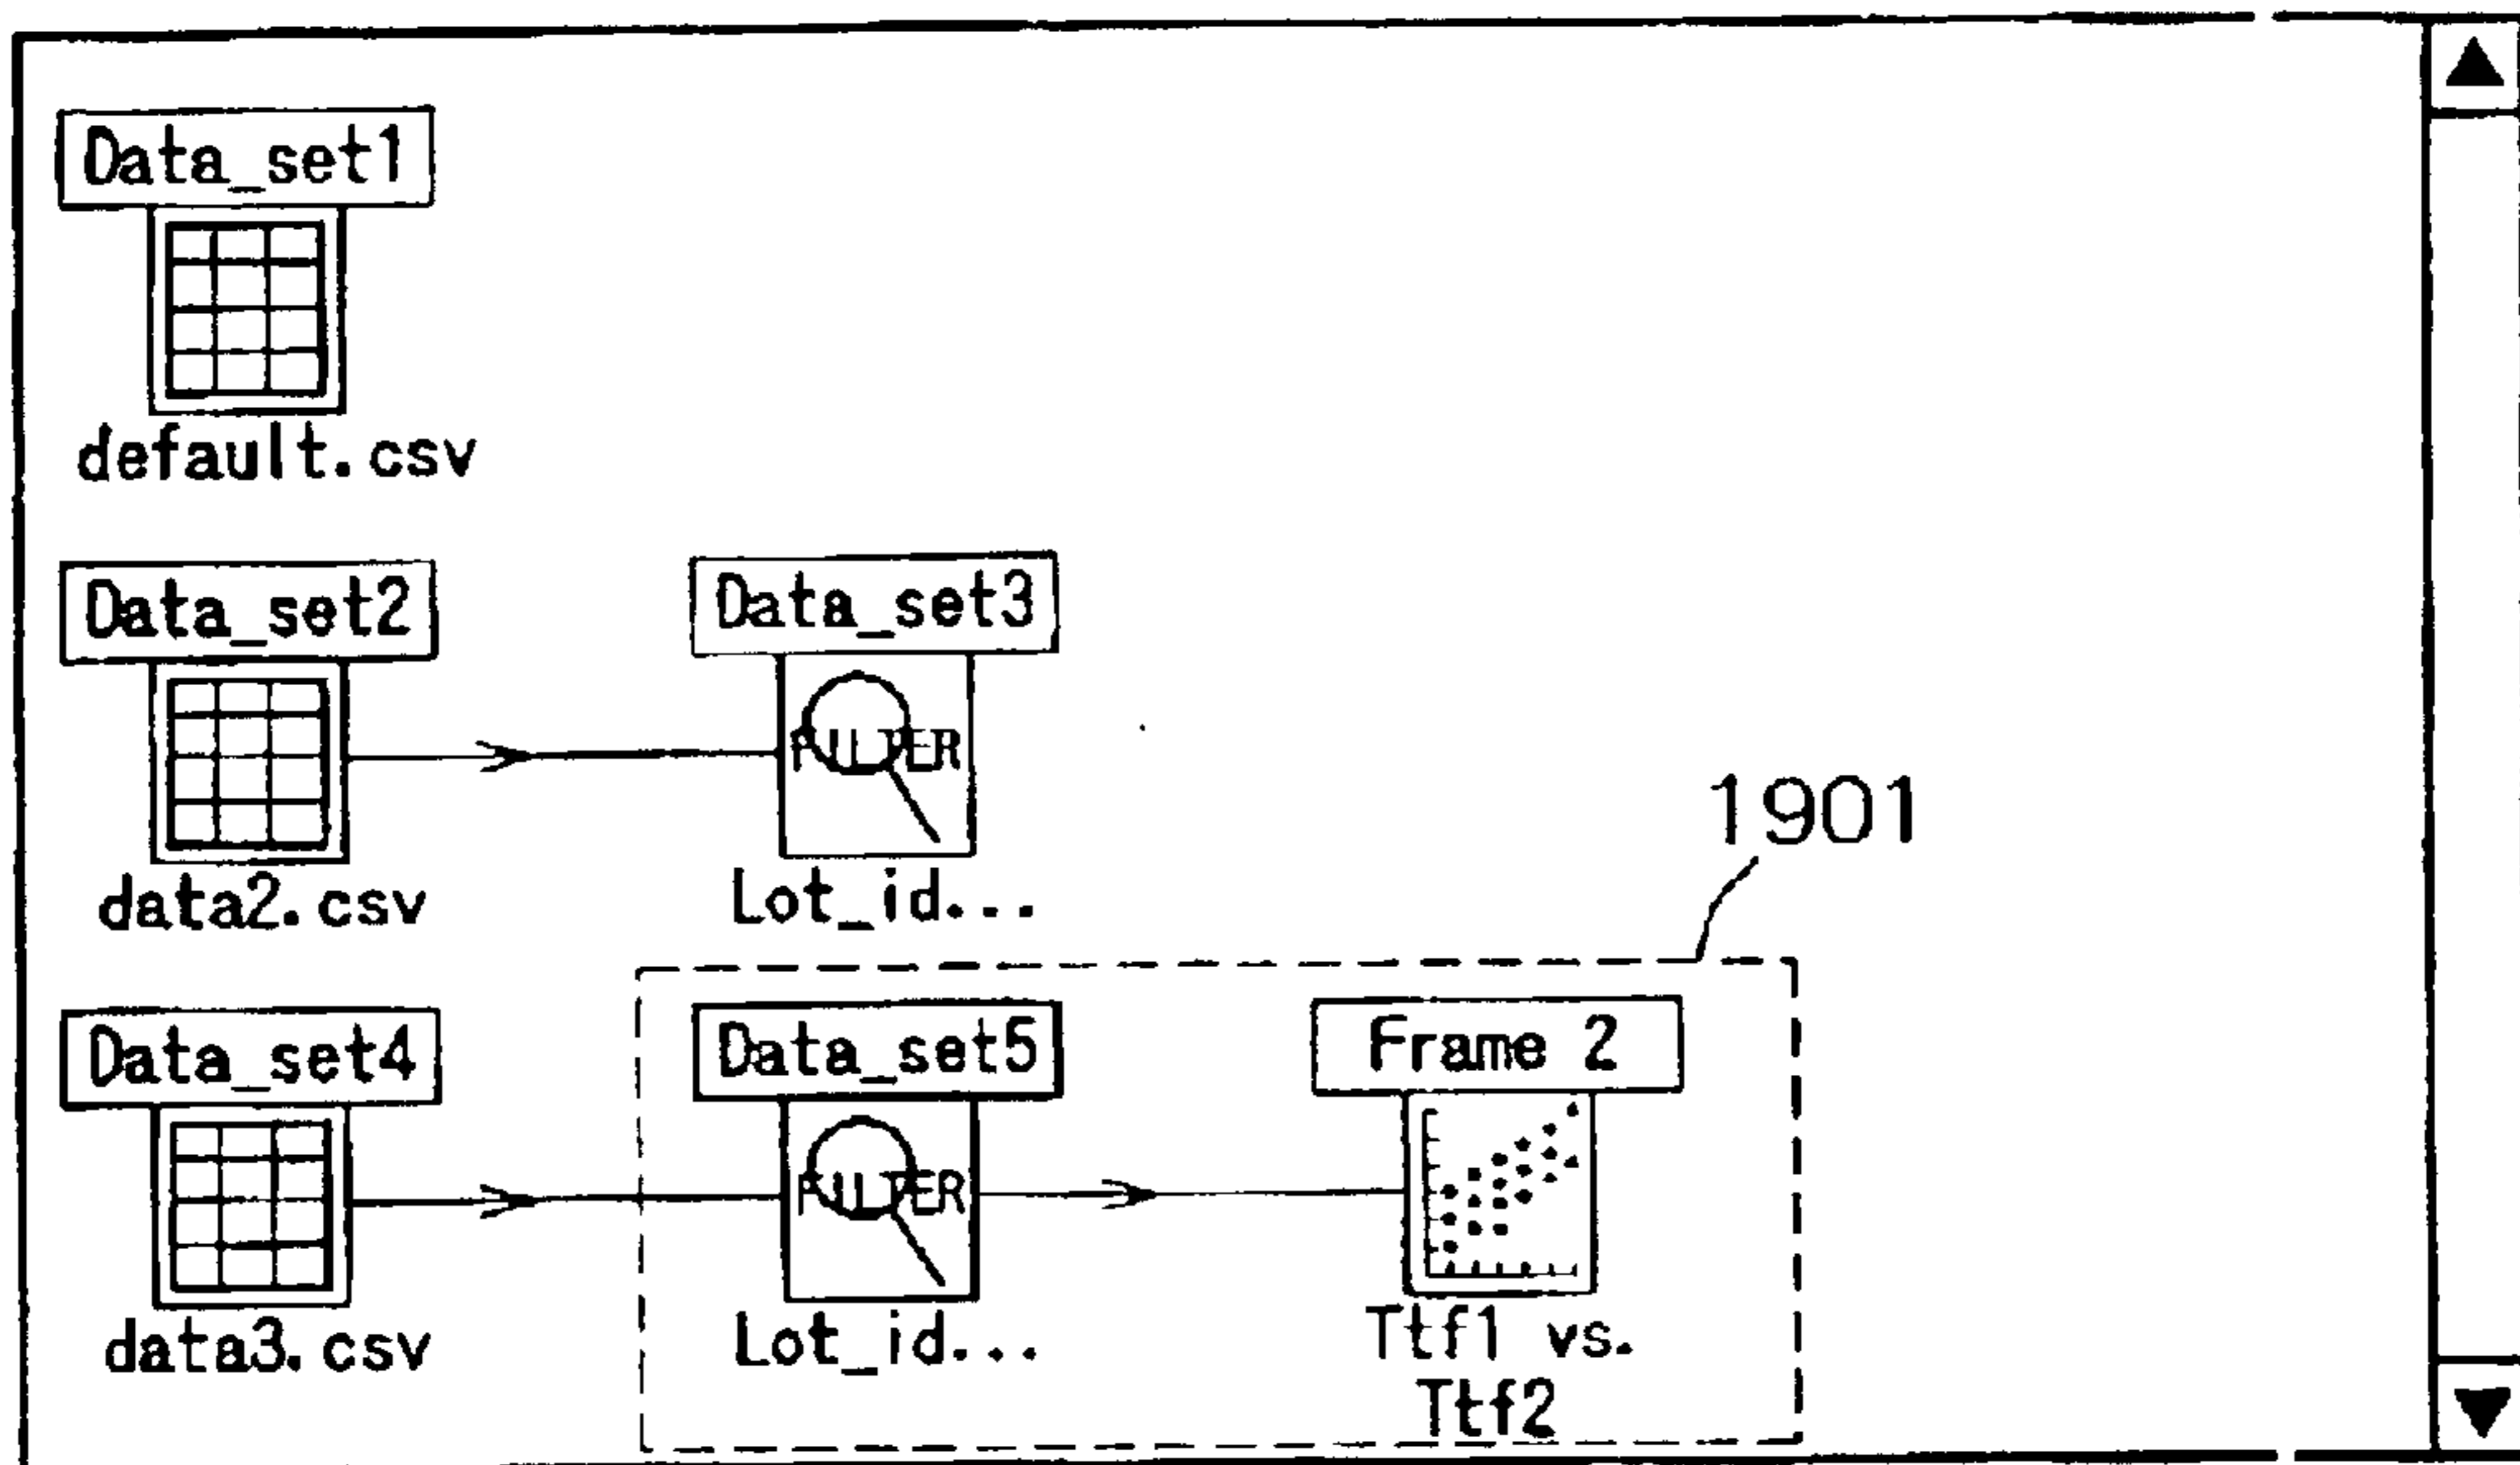 Data_set1
default.csv
Data_set2
Data_set3
FILTER
data2.csv
Lot_id...
1901
Data_set4
Data_set5
Frame 2
FILTER
data3.csv
Lot_id...
Ttf1 vs.
Ttf2